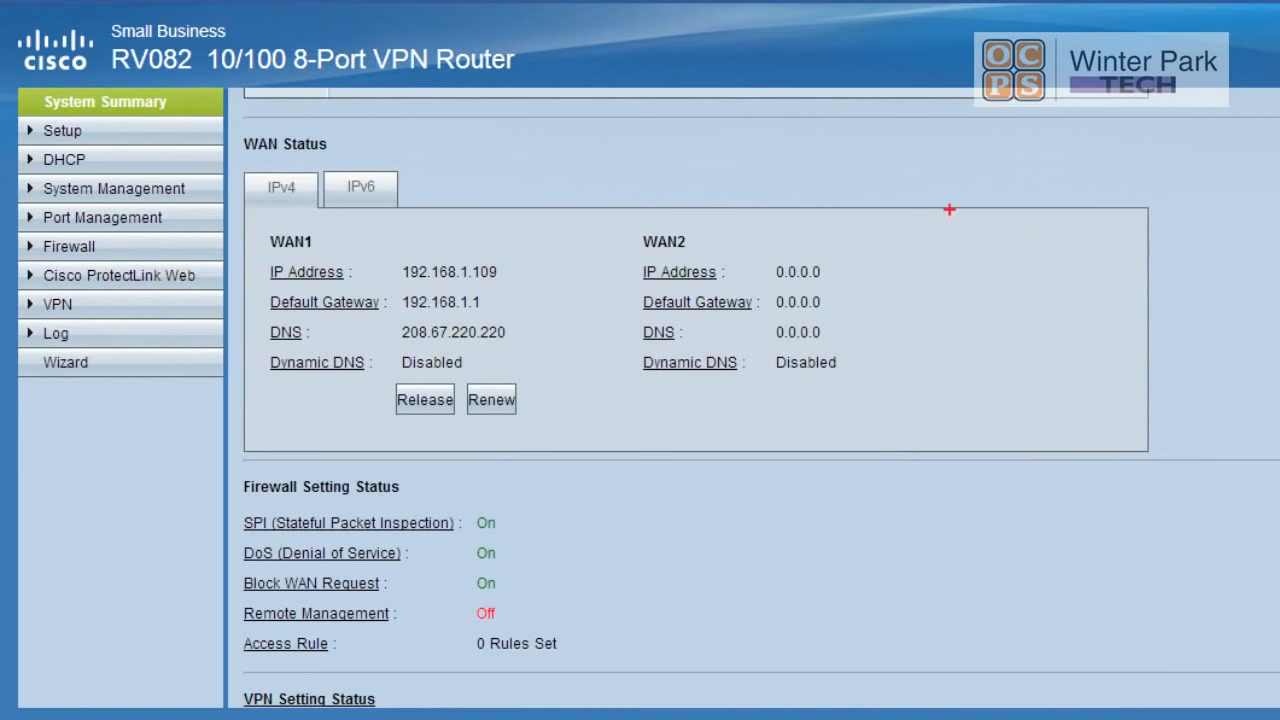 Small Business
CISCO RV082 10/100 8-Port VPN Router
OC
PS
Winter Park
TECH
System Summary
Setup
DHCP
System Management
Port Management
Firewall
Cisco ProtectLink Web
VPN
Log
Wizard
WAN Status
IPv4 IPv6
WAN1 WAN2
IP Address : 192.168.1.109 IP Address : 0.0.0.0
Default Gateway : 192.168.1.1 Default Gateway : 0.0.0.0
DNS : 208.67.220.220 DNS : 0.0.0.0
Dynamic DNS : Disabled Dynamic DNS : Disabled
Release Renew
Firewall Setting Status
SPI (Stateful Packet Inspection) : On
DoS (Denial of Service) : On
Block WAN Request : On
Remote Management : Off
Access Rule : 0 Rules Set
VPN Setting Status